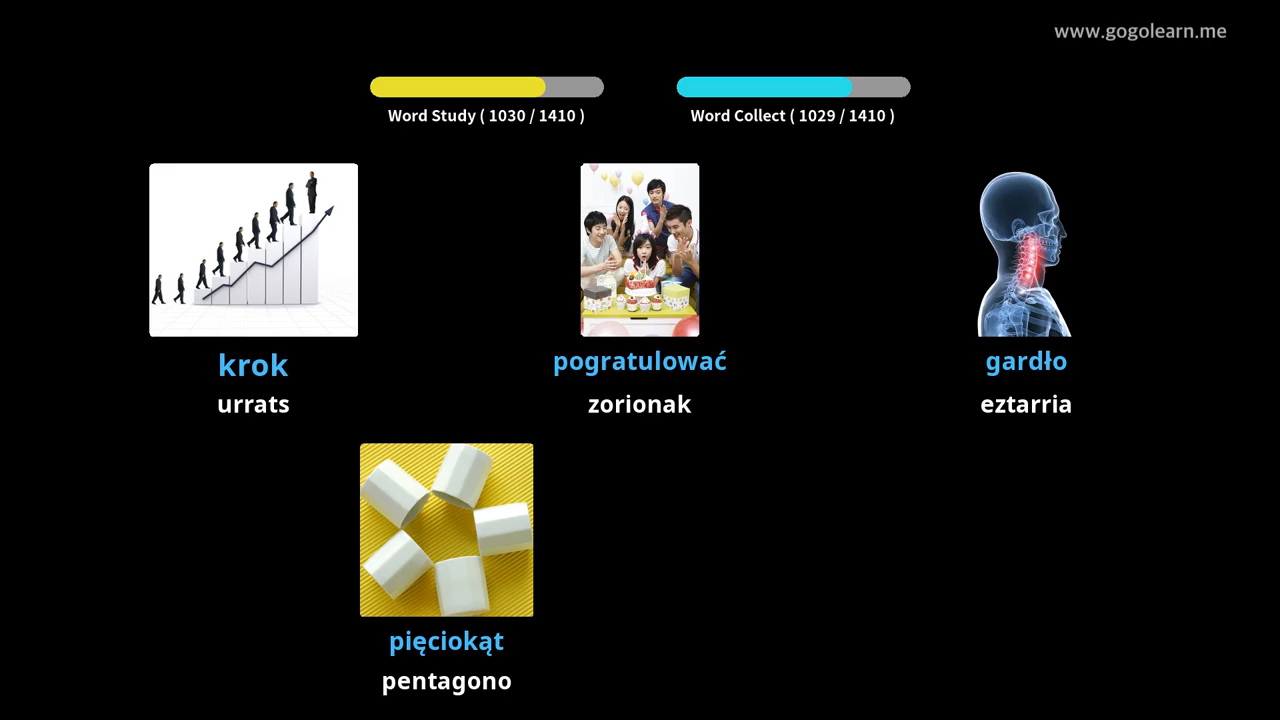 www.gogolearn.me
Word Study ( 1030 / 1410 )
Word Collect ( 1029 / 1410 )
krok
urrats
pogratulować
zorionak
gardło
eztarria
pięciokąt
pentagono